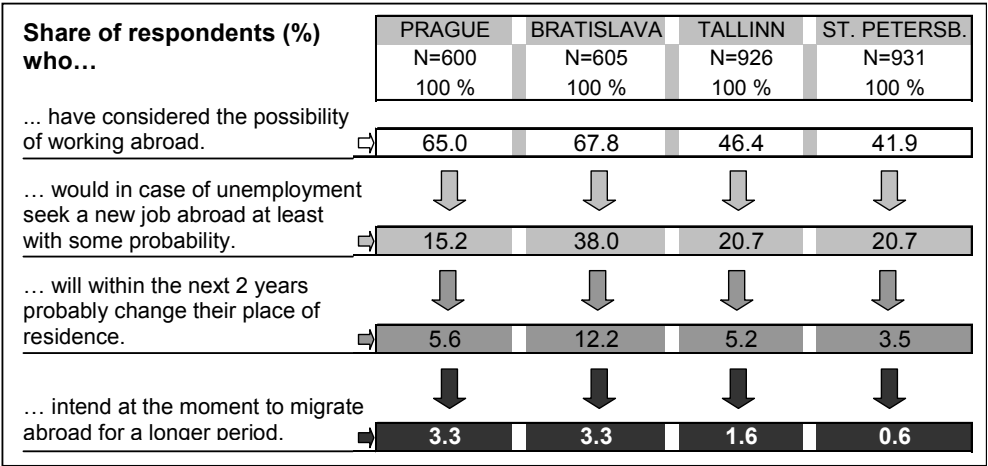 Share of respondents (%)
who…
PRAGUE BRATISLAVA TALLINN ST. PETERSB.
N=600 N=605 N=926 N=931
100 % 100 % 100 % 100 %
... have considered the possibility
of working abroad.
65.0 67.8 46.4 41.9
… would in case of unemployment
seek a new job abroad at least
with some probability.
15.2 38.0 20.7 20.7
… will within the next 2 years
probably change their place of
residence.
5.6 12.2 5.2 3.5
… intend at the moment to migrate
abroad for a longer period.
3.3 3.3 1.6 0.6